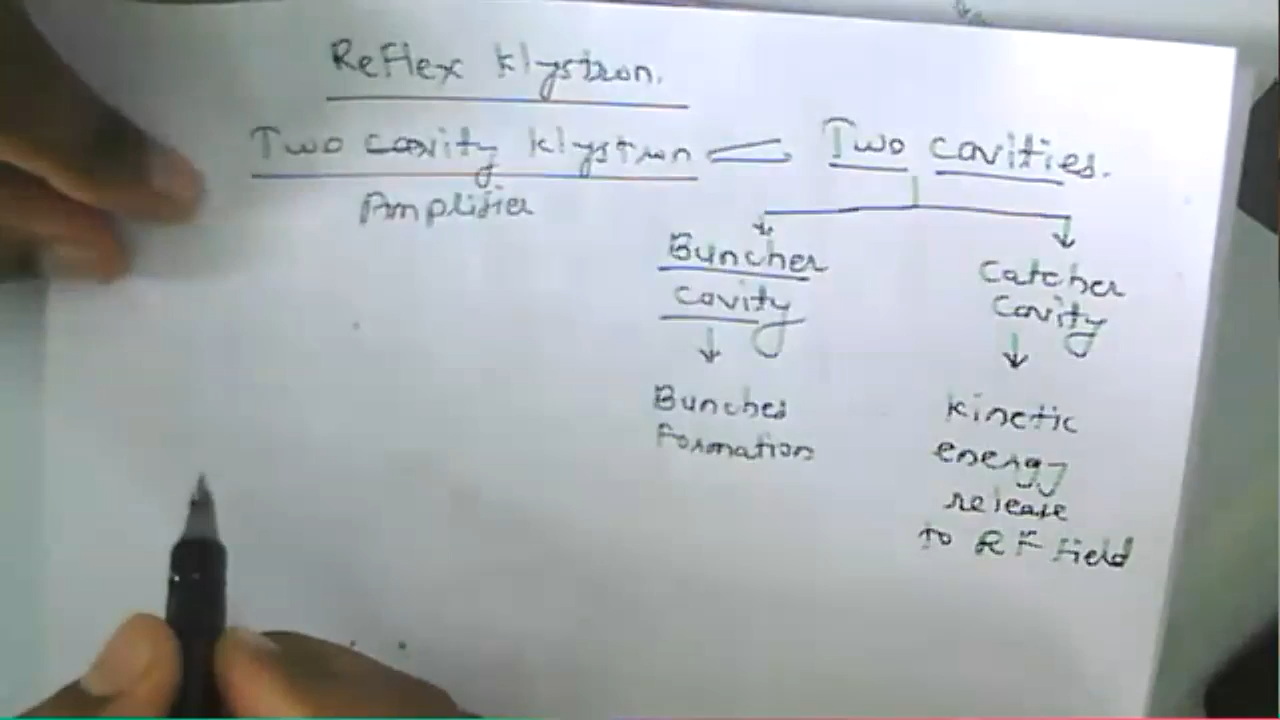 Reflex Klystron.
Two cavity Klystron
Amplifier
Two cavities.
Buncher
cavity
Bunches
Formation
Catcher
Cavity
Kinetic
energy
release
to RF Field